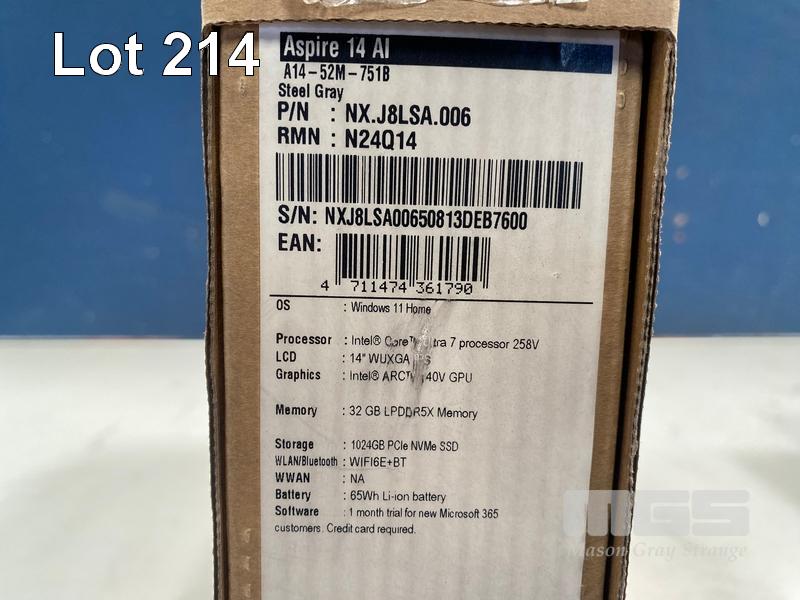 Lot 214
Aspire 14 AI
A14-52M-751B
Steel Gray
P/N : NX.J8LSA.006
RMN : N24Q14
S/N: NXJ8LSA00650813DEB7600
EAN:
4 711474 361790
OS : Windows 11 Home
Processor : Intel® Core™ Ultra 7 processor 258V
LCD : 14" WUXGA IPS
Graphics : Intel® ARC™ 140V GPU
Memory : 32 GB LPDDR5X Memory
Storage : 1024GB PCIe NVMe SSD
WLAN/Bluetooth : WIFI6E+BT
WWAN : NA
Battery : 65Wh Li-ion battery
Software : 1 month trial for new Microsoft 365
customers. Credit card required.
MGS
Mason Gray Strange